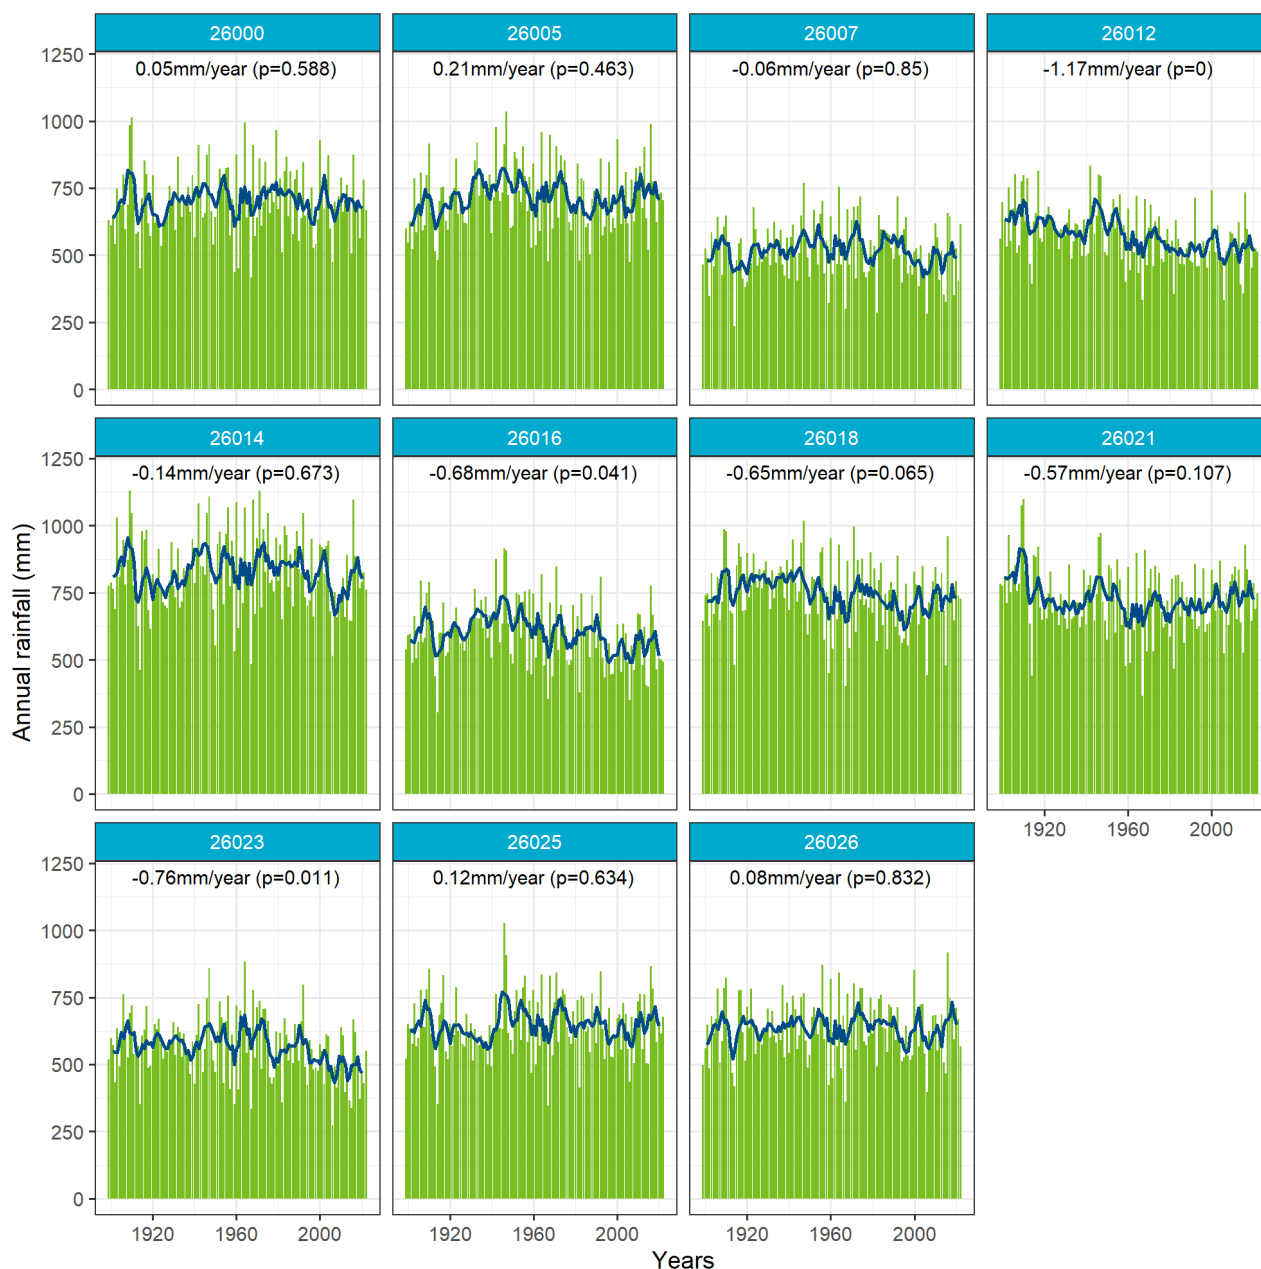 26000 26005 26007 26012
1250 0.05mm/year (p=0.588) 0.21mm/year (p=0.463) -0.06mm/year (p=0.85) -1.17mm/year (p=0)
1000
750
500
250
0
26014 26016 26018 26021
1250 -0.14mm/year (p=0.673) -0.68mm/year (p=0.041) -0.65mm/year (p=0.065) -0.57mm/year (p=0.107)
1000
750
500
250
0
1920 1960 2000
Annual rainfall (mm)
26023 26025 26026
1250 -0.76mm/year (p=0.011) 0.12mm/year (p=0.634) 0.08mm/year (p=0.832)
1000
750
500
250
0
1920 1960 2000 1920 1960 2000 1920 1960 2000
Years